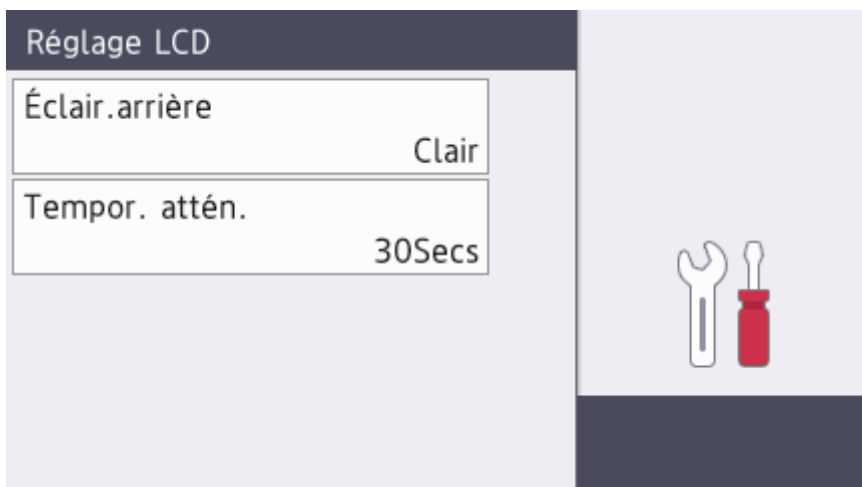 Réglage LCD
Éclair.arrière
Clair
Tempor. attén.
30Secs